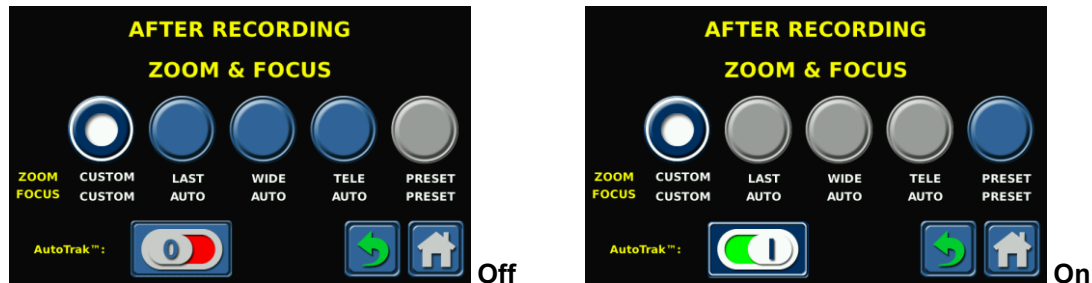 AFTER RECORDING
ZOOM & FOCUS
ZOOM CUSTOM LAST WIDE TELE PRESET
FOCUS CUSTOM AUTO AUTO AUTO PRESET
AutoTrak™: 0
Off
AFTER RECORDING
ZOOM & FOCUS
ZOOM CUSTOM LAST WIDE TELE PRESET
FOCUS CUSTOM AUTO AUTO AUTO PRESET
AutoTrak™: I
On